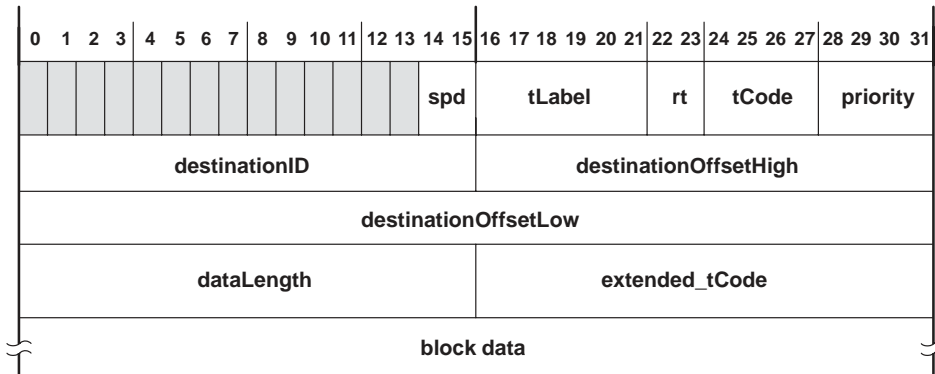 0 1 2 3 4 5 6 7 8 9 10 11 12 13 14 15 16 17 18 19 20 21 22 23 24 25 26 27 28 29 30 31
spd tLabel rt tCode priority
destinationID destinationOffsetHigh
destinationOffsetLow
dataLength extended_tCode
block data